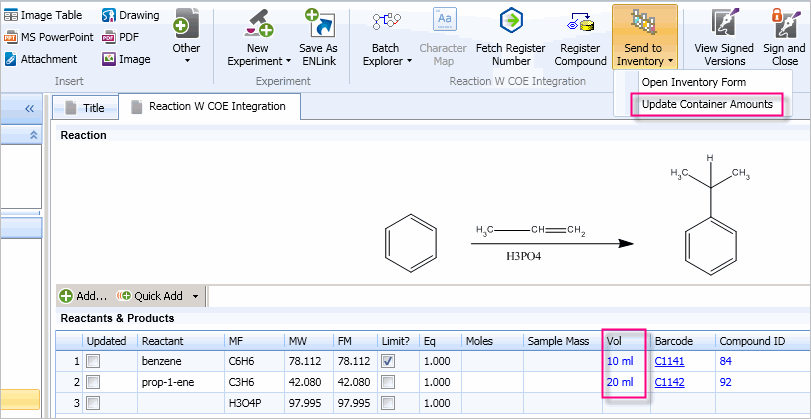 Image Table Drawing
MS PowerPoint PDF
Attachment Image
Other
New Experiment
Save As ENLink
Batch Explorer
Character Map
Fetch Register Number
Register Compound
Send to Inventory
View Signed Versions
Sign and Close
Insert Experiment Reaction W COE Integration
Open Inventory Form
Update Container Amounts
Title Reaction W COE Integration
Reaction
H
H3C CH3
H3C CH CH2
H3PO4
Add... Quick Add
Reactants & Products
Updated Reactant MF MW FM Limit? Eq Moles Sample Mass Vol Barcode Compound ID
1 benzene C6H6 78.112 78.112 1.000 10 ml C1141 84
2 prop-1-ene C3H6 42.080 42.080 1.000 20 ml C1142 92
3 H3O4P 97.995 97.995 1.000